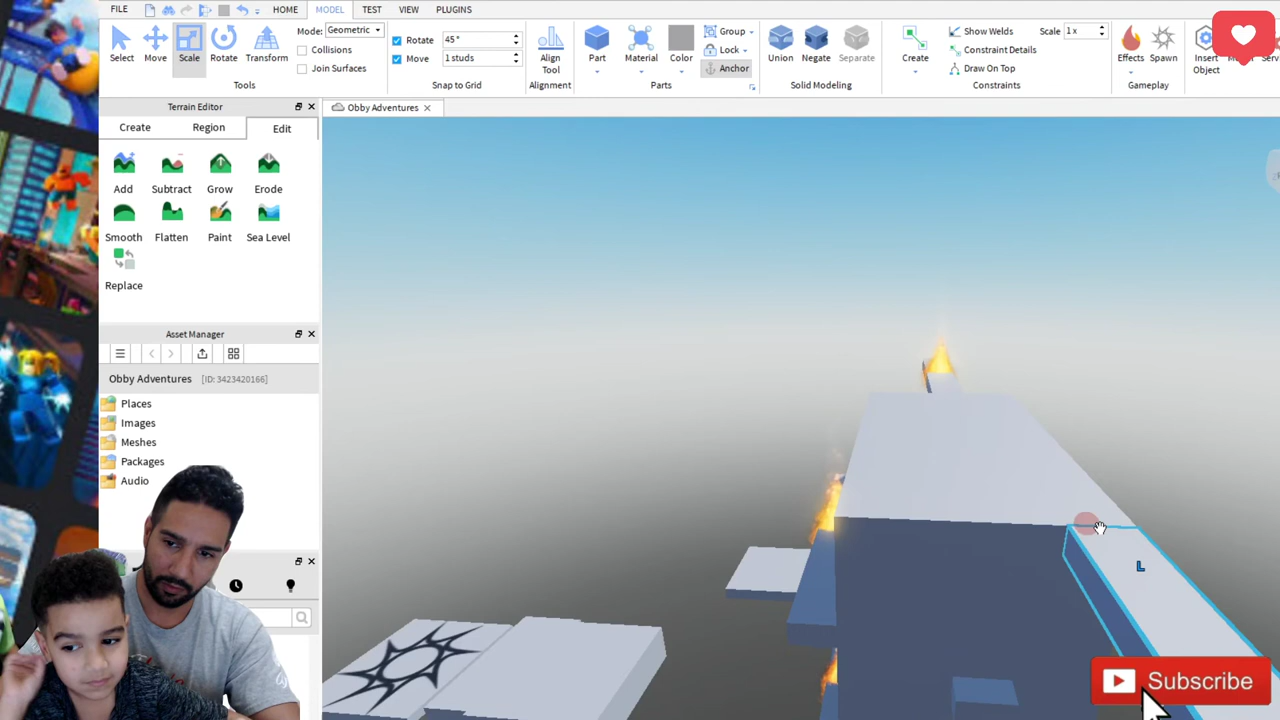 FILE HOME MODEL TEST VIEW PLUGINS
Select Move Scale Rotate Transform
Mode: Geometric
Collisions
Join Surfaces
Tools
Rotate 45°
Move 1 studs
Snap to Grid
Align Tool
Alignment
Part Material Color
Group
Lock
Anchor
Parts
Union Negate Separate
Solid Modeling
Create
Show Welds Scale 1 x
Constraint Details
Draw On Top
Constraints
Effects Spawn
Gameplay
Insert Object
Terrain Editor
Create Region Edit
Add Subtract Grow Erode
Smooth Flatten Paint Sea Level
Replace
Asset Manager
Obby Adventures [ID: 3423420166]
Places
Images
Meshes
Packages
Audio
Obby Adventures
L
Subscribe